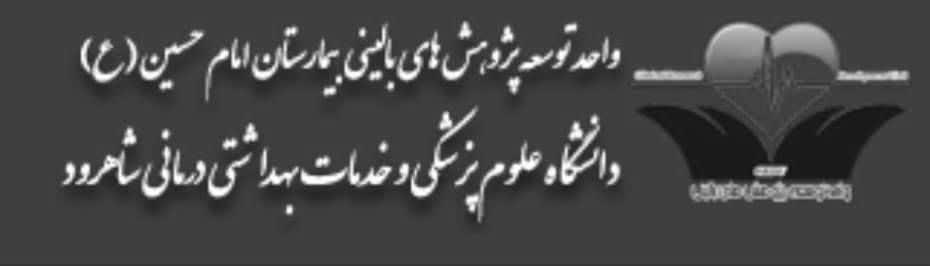 واحد توسعه پژوهش های بالینی بیمارستان امام حسین (ع)
دانشگاه علوم پزشکی و خدمات بهداشتی درمانی شاهرود